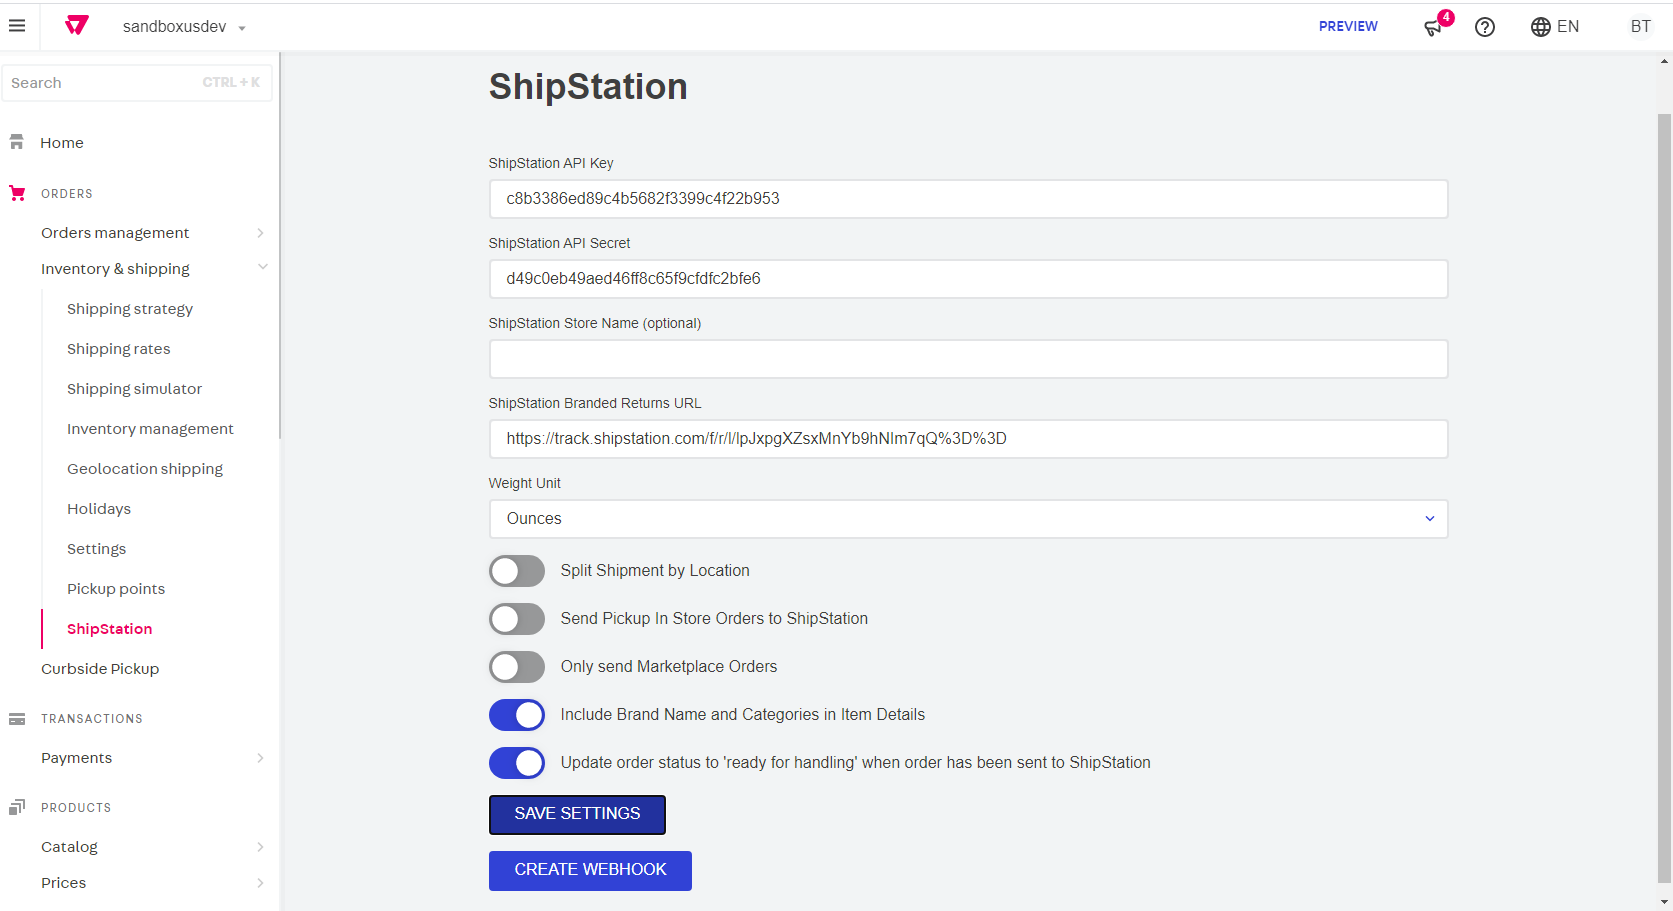 sandboxusdev
PREVIEW
4
EN
BT
Search
CTRL + K
Home
ORDERS
Orders management
Inventory & shipping
Shipping strategy
Shipping rates
Shipping simulator
Inventory management
Geolocation shipping
Holidays
Settings
Pickup points
ShipStation
Curbside Pickup
TRANSACTIONS
Payments
PRODUCTS
Catalog
Prices
ShipStation
ShipStation API Key
c8b3386ed89c4b5682f3399c4f22b953
ShipStation API Secret
d49c0eb49aed46ff8c65f9cfdfc2bfe6
ShipStation Store Name (optional)
ShipStation Branded Returns URL
https://track.shipstation.com/f/r/l/lpJxpgXZsxMnYb9hNlm7qQ%3D%3D
Weight Unit
Ounces
Split Shipment by Location
Send Pickup In Store Orders to ShipStation
Only send Marketplace Orders
Include Brand Name and Categories in Item Details
Update order status to 'ready for handling' when order has been sent to ShipStation
SAVE SETTINGS
CREATE WEBHOOK